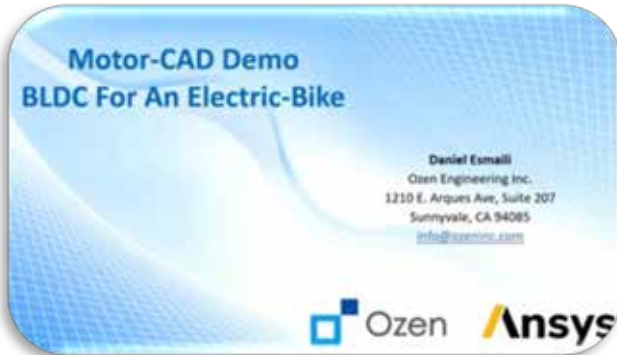 Motor-CAD Demo
BLDC For An Electric-Bike
Daniel Esmaili
Ozen Engineering Inc.
1210 E. Arques Ave, Suite 207
Sunnyvale, CA 94085
info@ozeninc.com
Ozen
Ansys